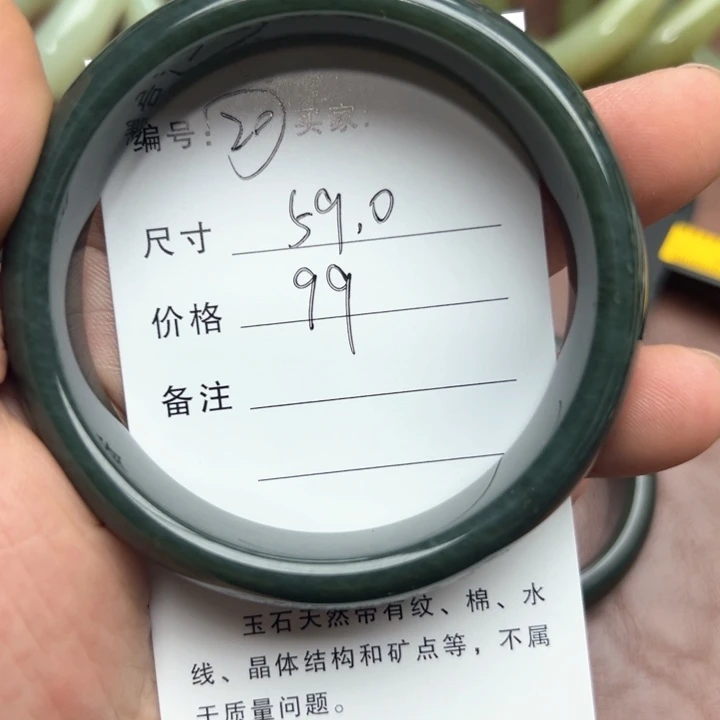 编号: 20 买家:
尺寸 59.0
价格 99
备注
玉石天然带有纹、棉、水
线、晶体结构和矿点等，不属
于质量问题。